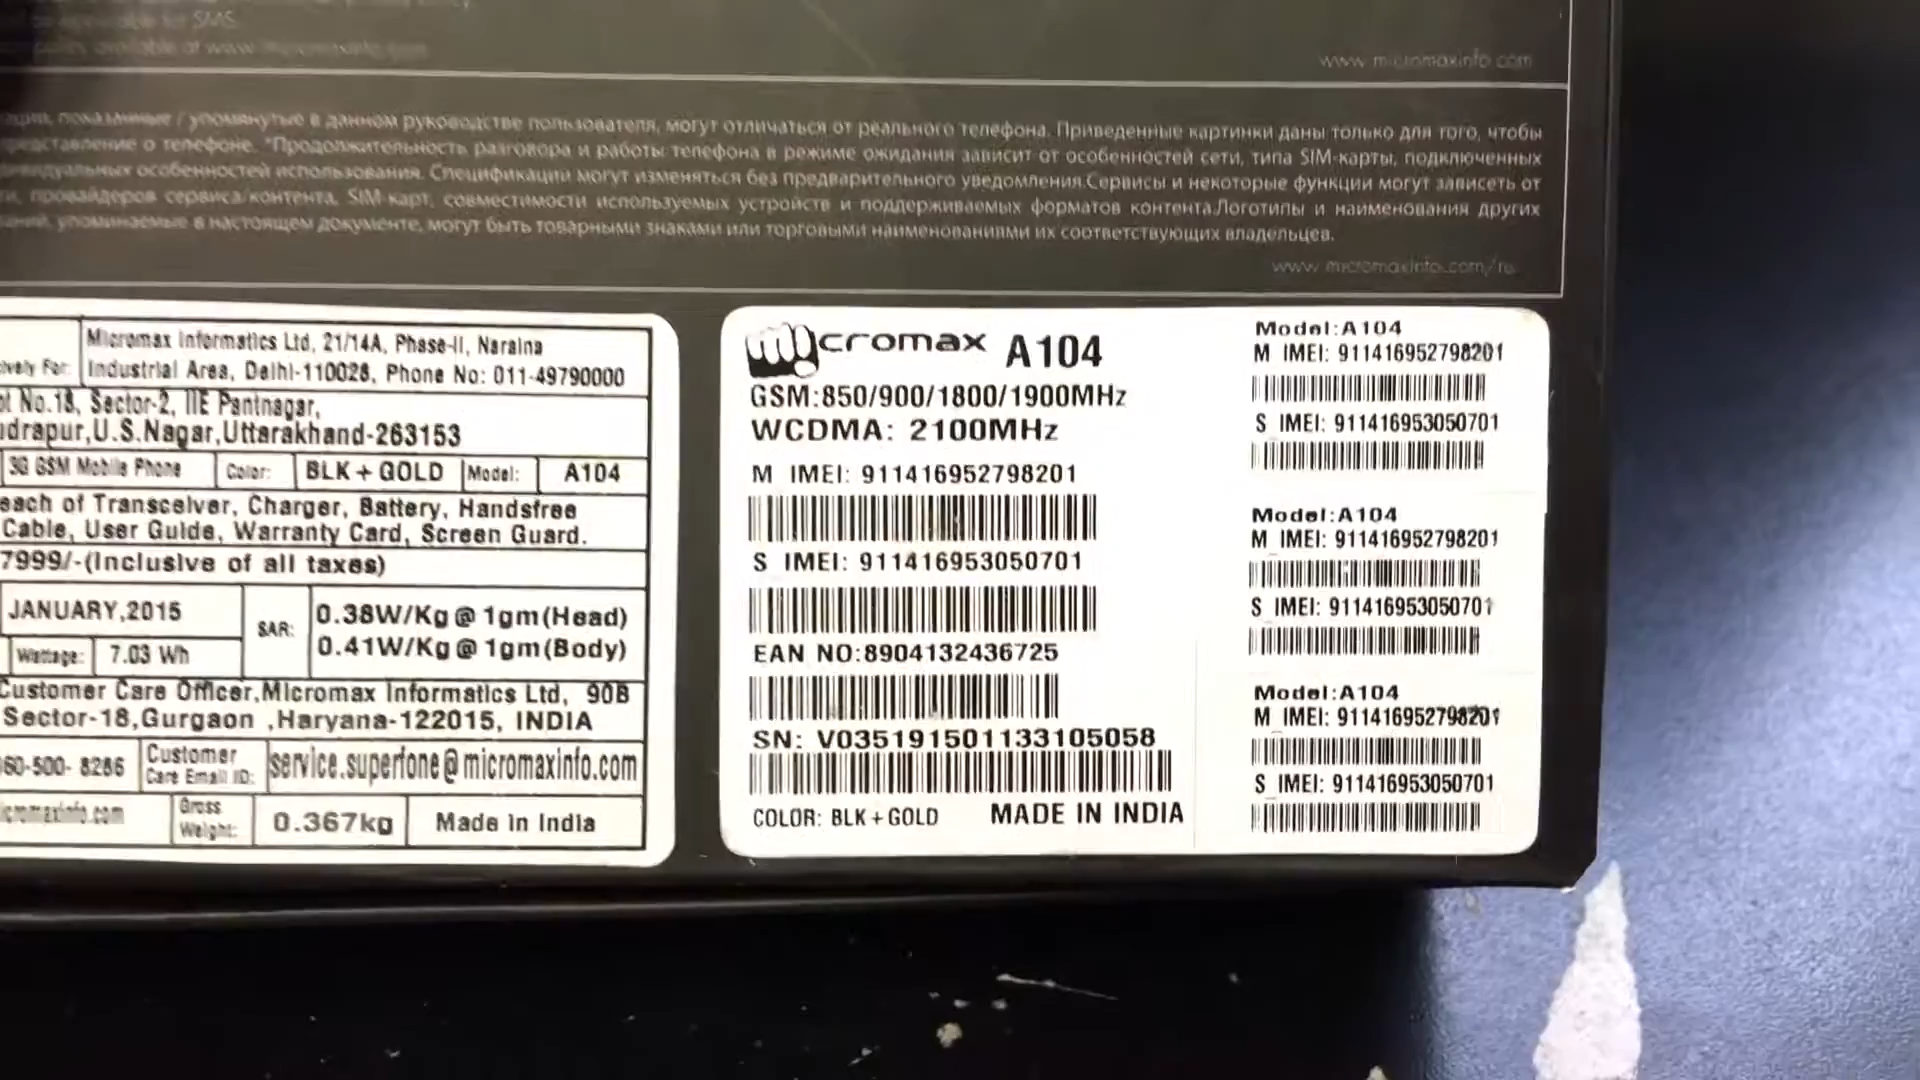 for SMS.
available at www.micromaxinfo.com
www.micromaxinfo.com
показанные / упомянутые в данном руководстве пользователя, могут отличаться от реального телефона. Приведенные картинки даны только для того, чтобы
представление о телефоне. *Продолжительность разговора и работы телефона в режиме ожидания зависит от особенностей сети, типа SIM-карты, подключенных
особенностей использования. Спецификации могут изменяться без предварительного уведомления.Сервисы и некоторые функции могут зависеть от
провайдеров сервиса/контента, SIM-карт, совместимости используемых устройств и поддерживаемых форматов контента.Логотипы и наименования других
упоминаемые в настоящем документе, могут быть товарными знаками или торговыми наименованиями их соответствующих владельцев.
www.micromaxinfo.com/ru
Micromax Informatics Ltd, 21/14A, Phase-II, Naraina
For: Industrial Area, Delhi-110028, Phone No: 011-49790000
No.18, Sector-2, IIE Pantnagar,
udrapur,U.S.Nagar,Uttarakhand-263153
3G GSM Mobile Phone Color: BLK + GOLD Model: A104
each of Transceiver, Charger, Battery, Handsfree
Cable, User Guide, Warranty Card, Screen Guard.
7999/-(Inclusive of all taxes)
JANUARY,2015 SAR: 0.38W/Kg @ 1gm(Head)
Wattage: 7.03 Wh 0.41W/Kg @ 1gm(Body)
Customer Care Officer,Micromax Informatics Ltd, 90B
Sector-18,Gurgaon ,Haryana-122015, INDIA
60-500- 8286 Customer Care Email ID: service.superfone@micromaxinfo.com
icromaxinfo.com Gross Weight: 0.367kg Made in India
micromax A104
GSM:850/900/1800/1900MHz
WCDMA: 2100MHz
M IMEI: 911416952798201
S IMEI: 911416953050701
EAN NO:8904132436725
SN: V035191501133105058
COLOR: BLK + GOLD MADE IN INDIA
Model:A104
M IMEI: 911416952798201
S IMEI: 911416953050701
Model:A104
M IMEI: 911416952798201
S IMEI: 911416953050701
Model:A104
M IMEI: 911416952798201
S IMEI: 911416953050701